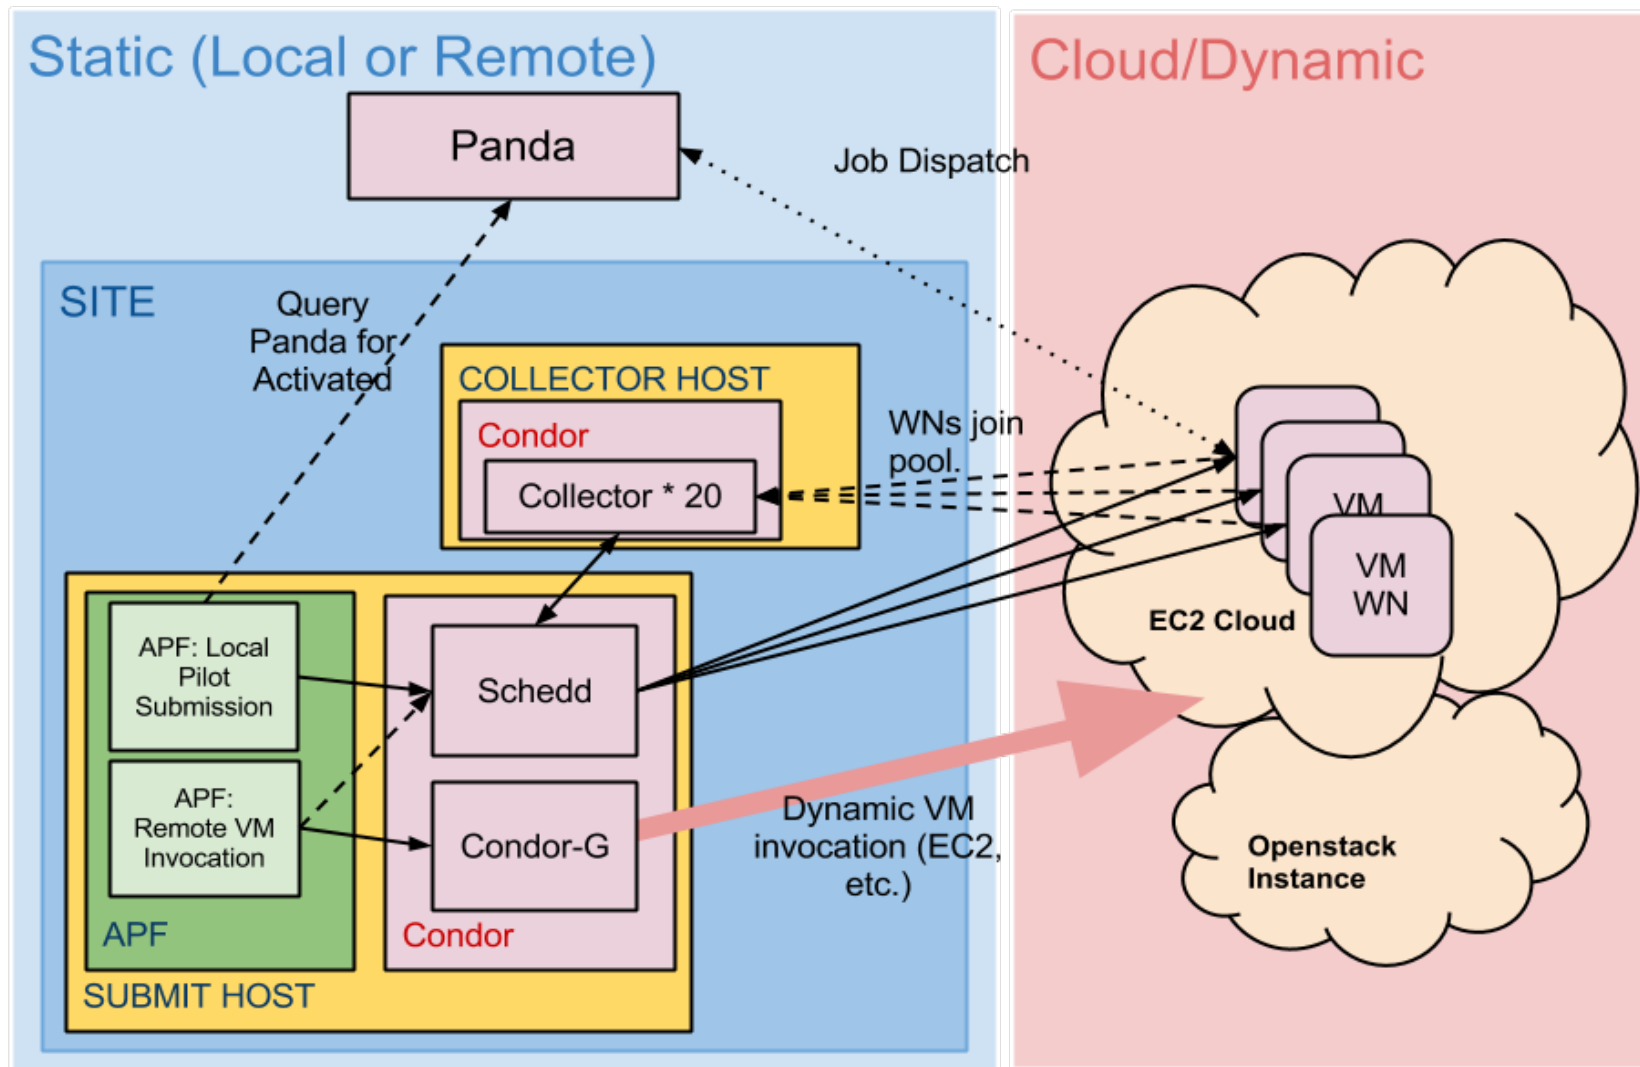 Static (Local or Remote)
Cloud/Dynamic
Panda
Job Dispatch
SITE
Query
Panda for
Activated
COLLECTOR HOST
Condor
Collector * 20
WNs join
pool.
VM
VM
WN
EC2 Cloud
APF: Local
Pilot
Submission
Schedd
APF:
Remote VM
Invocation
Condor-G
Dynamic VM
invocation (EC2,
etc.)
Openstack
Instance
APF
Condor
SUBMIT HOST